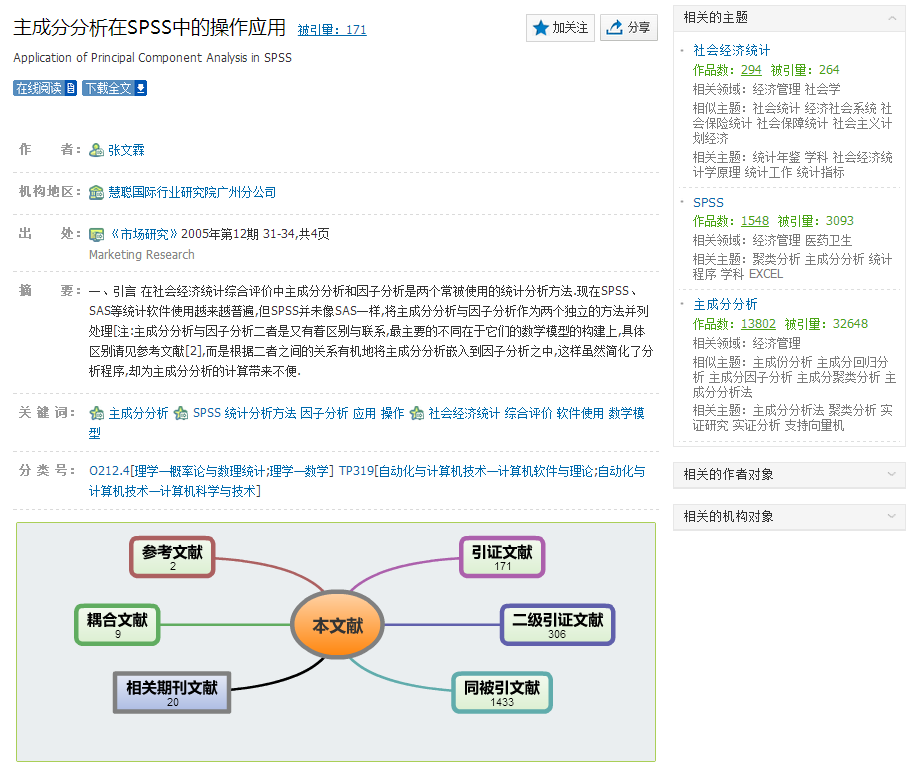 主成分分析在SPSS中的操作应用 被引量：171
加关注 分享
Application of Principal Component Analysis in SPSS
在线阅读 下载全文
作 者： 张文霖
机构地区： 慧聪国际行业研究院广州分公司
出 处： 《市场研究》2005年第12期 31-34,共4页
Marketing Research
摘 要： 一、引言 在社会经济统计综合评价中主成分分析和因子分析是两个常被使用的统计分析方法.现在SPSS、
SAS等统计软件使用越来越普遍,但SPSS并未像SAS一样,将主成分分析与因子分析作为两个独立的方法并列
处理[注:主成分分析与因子分析二者是又有着区别与联系,最主要的不同在于它们的数学模型的构建上,具体
区别请见参考文献[2],而是根据二者之间的关系有机地将主成分分析嵌入到因子分析之中,这样虽然简化了分
析程序,却为主成分分析的计算带来不便.
关 键 词： 主成分分析 SPSS 统计分析方法 因子分析 应用 操作 社会经济统计 综合评价 软件使用 数学模
型
分 类 号： O212.4[理学—概率论与数理统计;理学—数学] TP319[自动化与计算机技术—计算机软件与理论;自动化与
计算机技术—计算机科学与技术]
参考文献
2
引证文献
171
耦合文献
9
本文献
二级引证文献
306
相关期刊文献
20
同被引文献
1433
相关的主题
社会经济统计
作品数：294 被引量：264
相关领域：经济管理 社会学
相似主题：社会统计 经济社会系统 社
会保险统计 社会保障统计 社会主义计
划经济
相关主题：统计年鉴 学科 社会经济统
计学原理 统计工作 统计指标
SPSS
作品数：1548 被引量：3093
相关领域：经济管理 医药卫生
相关主题：聚类分析 主成分分析 统计
程序 学科 EXCEL
主成分分析
作品数：13802 被引量：32648
相关领域：经济管理
相似主题：主成份分析 主成分回归分
析 主成分因子分析 主成分聚类分析 主
成分分析法
相关主题：主成分分析法 聚类分析 实
证研究 实证分析 支持向量机
相关的作者对象
相关的机构对象